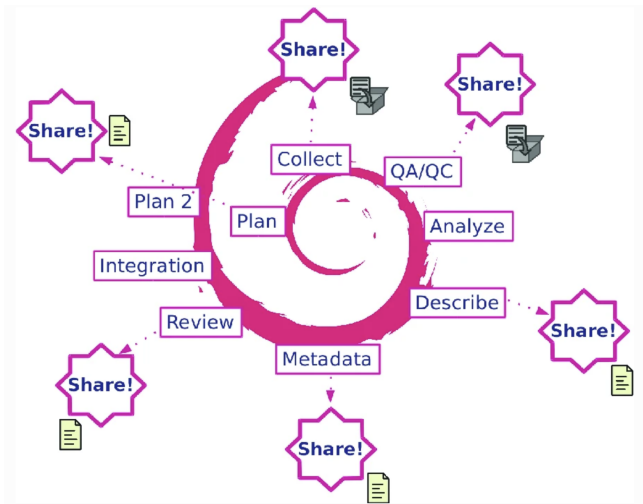 Share!
Share!
Share!
Collect
QA/QC
Plan 2
Plan
Analyze
Integration
Describe
Review
Share!
Metadata
Share!
Share!